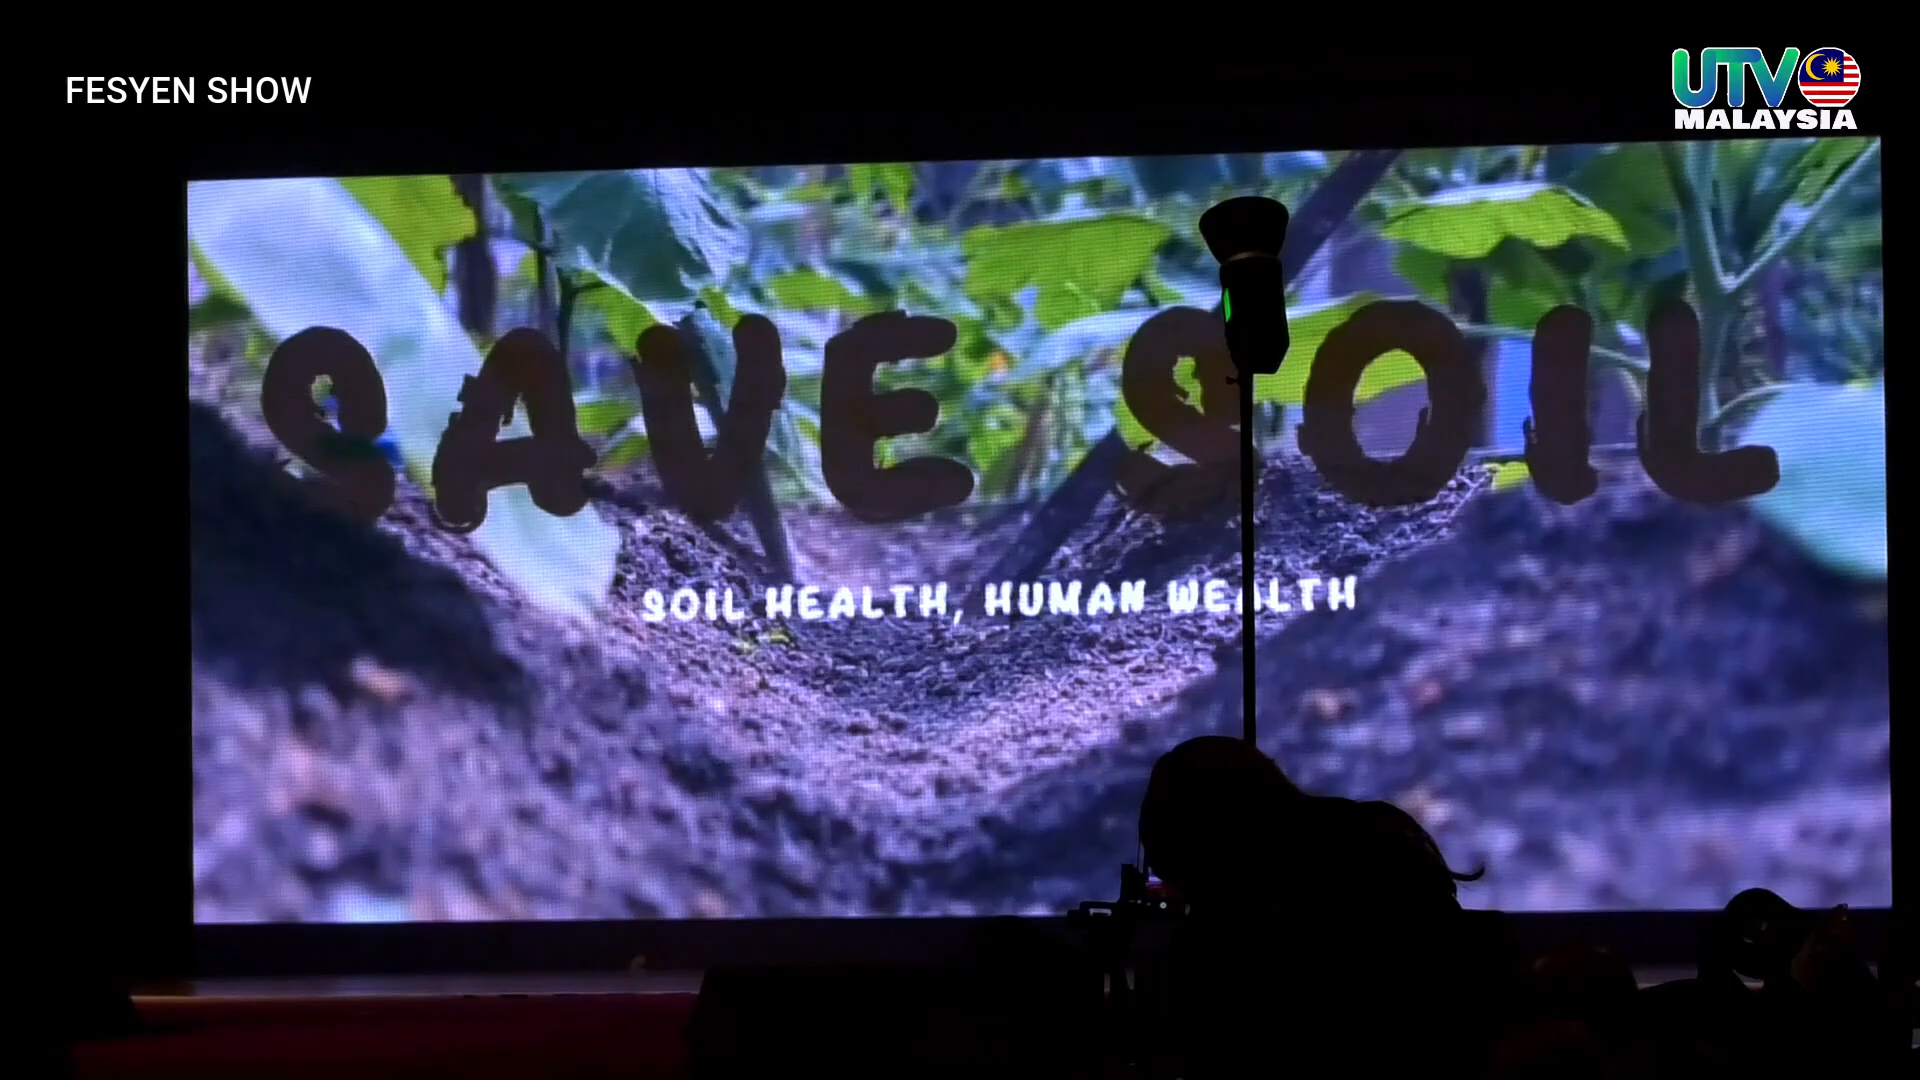 FESYEN SHOW
UTV
MALAYSIA
SAVE SOIL
SOIL HEALTH, HUMAN WEALTH